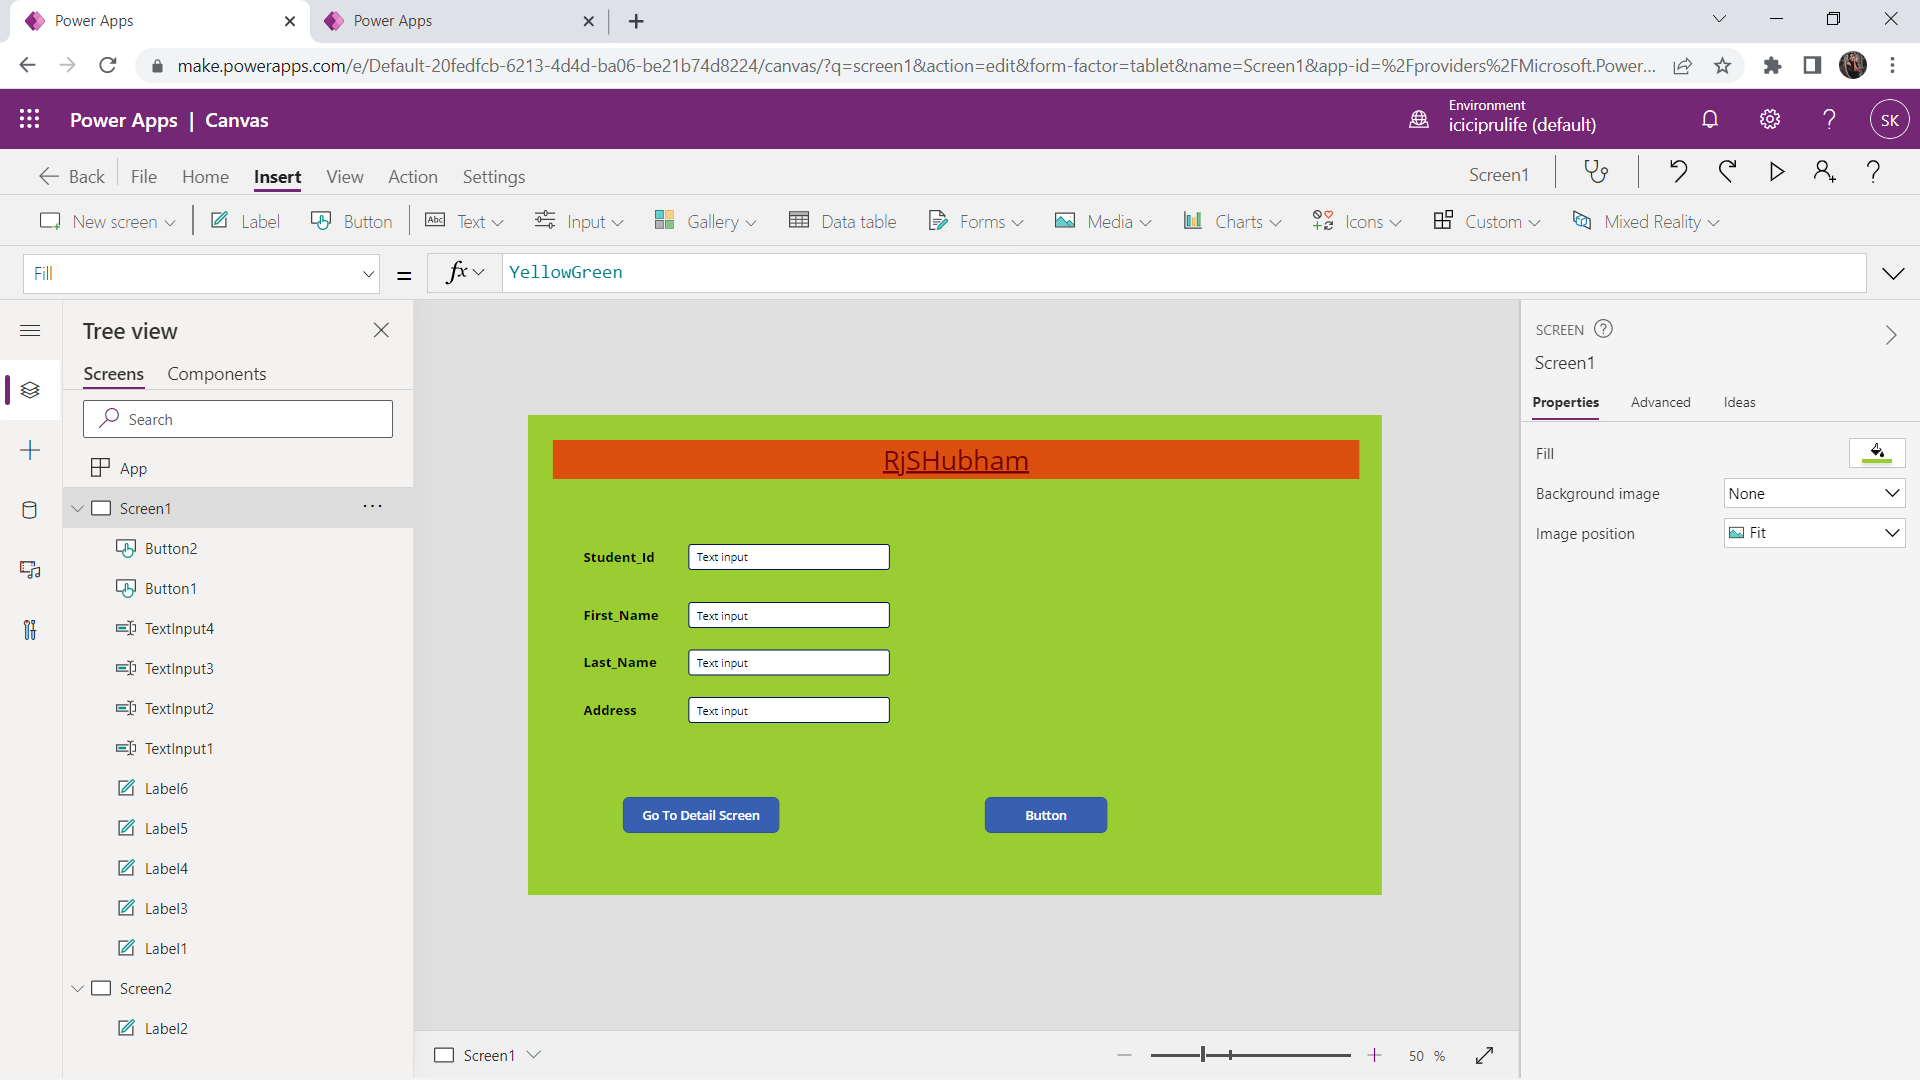 Power Apps
Power Apps
make.powerapps.com/e/Default-20fedfcb-6213-4d4d-ba06-be21b74d8224/canvas/?q=screen1&action=edit&form-factor=tablet&name=Screen1&app-id=%2Fproviders%2FMicrosoft.Power...
Power Apps | Canvas
Environment
iciciprulife (default)
SK
Back File Home Insert View Action Settings
Screen1
New screen Label Button Text Input Gallery Data table Forms Media Charts Icons Custom Mixed Reality
Abc
Fill = fx YellowGreen
Tree view
Screens Components
Search
App
Screen1 ...
Button2
Button1
TextInput4
TextInput3
TextInput2
TextInput1
Label6
Label5
Label4
Label3
Label1
Screen2
Label2
RjSHubham
Student_Id Text input
First_Name Text input
Last_Name Text input
Address Text input
Go To Detail Screen Button
Screen1
50 %
SCREEN
Screen1
Properties Advanced Ideas
Fill
Background image None
Image position Fit